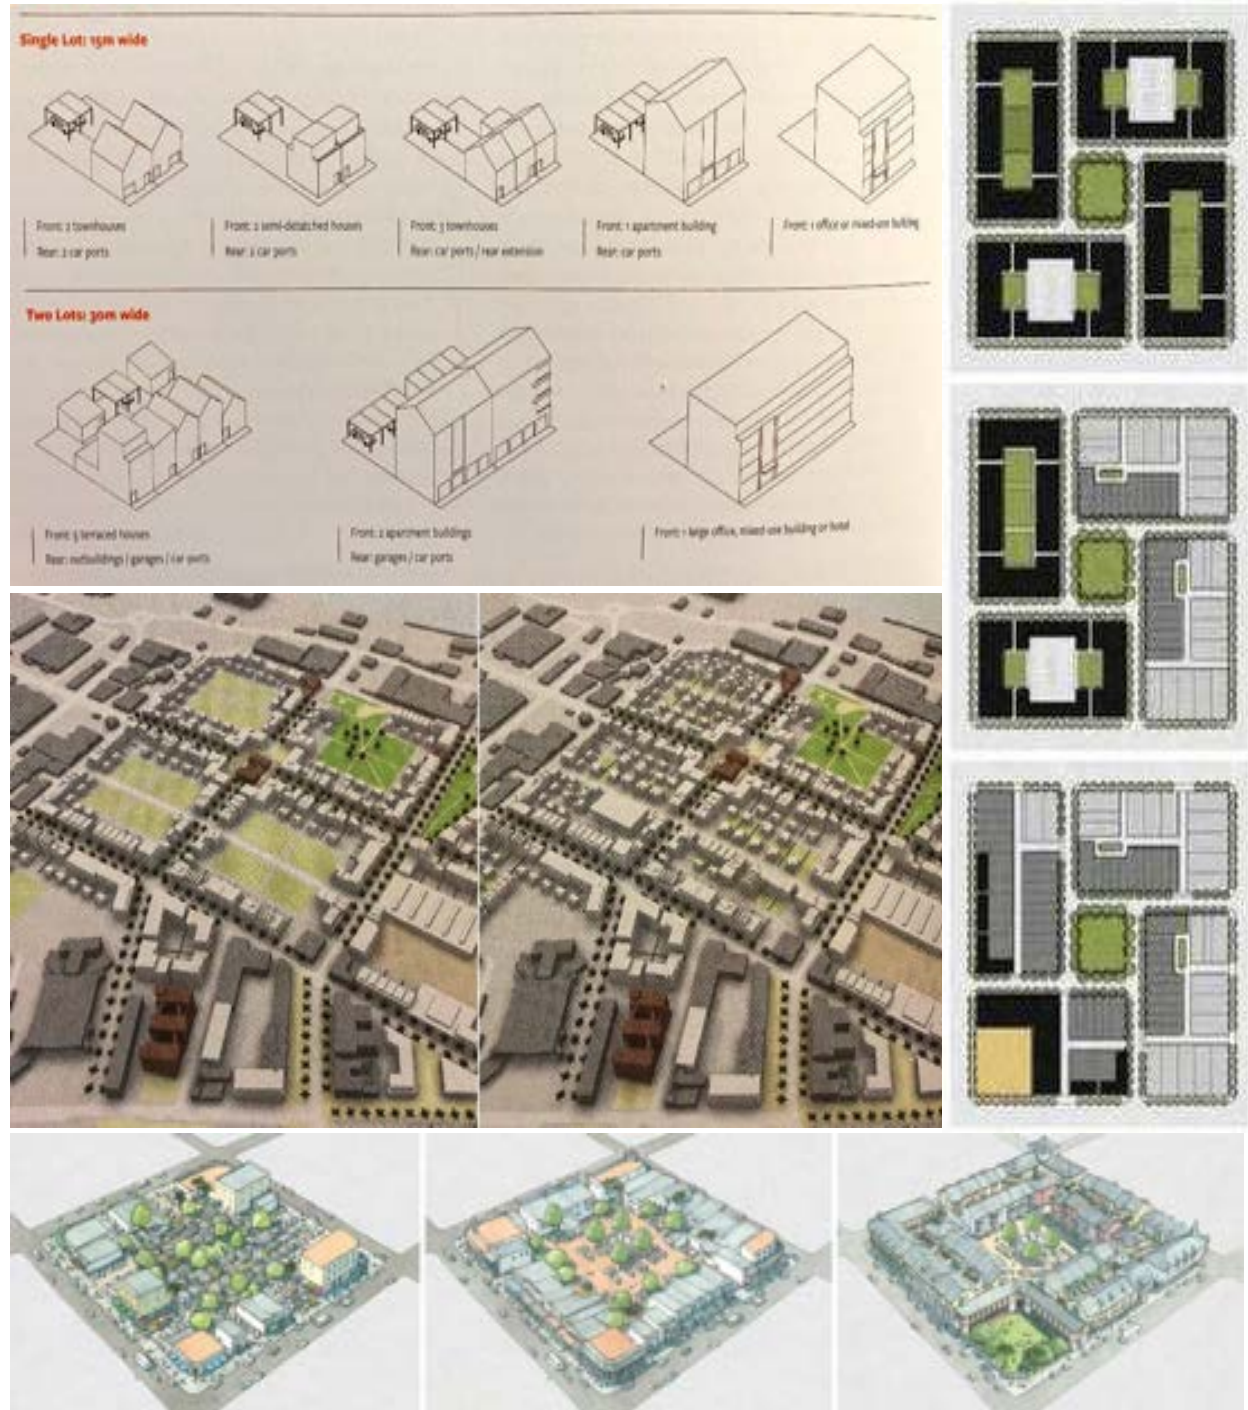 Single Lot: 15m wide
Front: 2 townhouses
Rear: 2 car ports
Front: 2 semi-detatched houses
Rear: 2 car ports
Front: 3 townhouses
Rear: car ports / rear extension
Front: 1 apartment building
Rear: car ports
Front: 1 office or mixed-use building
Two Lots: 30m wide
Front: 5 terraced houses
Rear: outbuildings / garages / car ports
Front: 2 apartment buildings
Rear: garages / car ports
Front: 1 large office, mixed use building or hotel